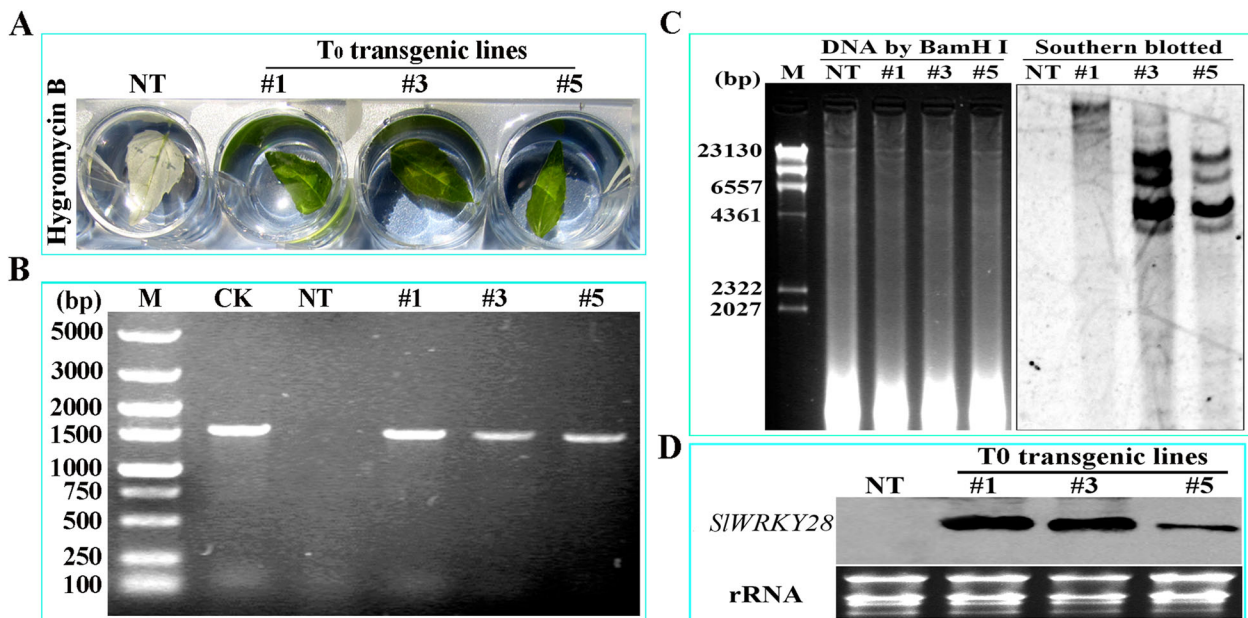 A
T0 transgenic lines
NT #1 #3 #5
Hygromycin B
B
(bp) M CK NT #1 #3 #5
5000
3000
2000
1500
1000
750
500
250
100
C
DNA by BamH I Southern blotted
(bp) M NT #1 #3 #5 NT #1 #3 #5
23130
6557
4361
2322
2027
D
T0 transgenic lines
NT #1 #3 #5
SlWRKY28
rRNA